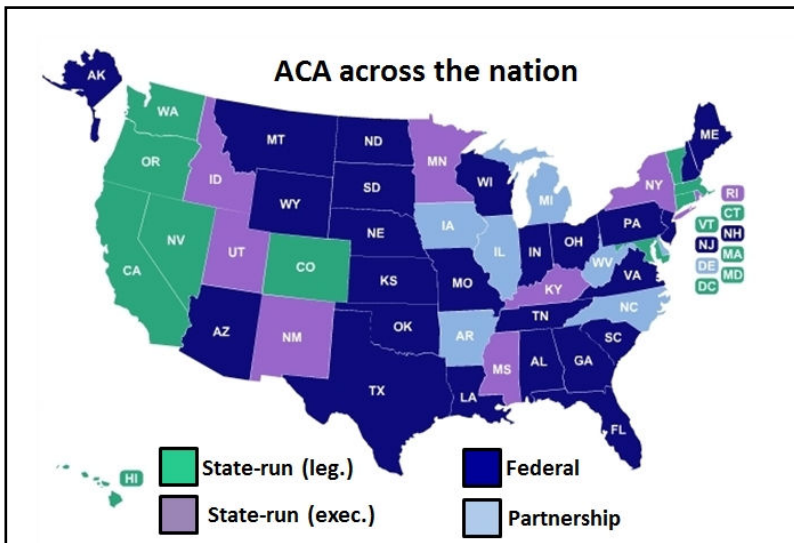 ACA across the nation
AK
WA
MT
ND
MN
ME
OR
ID
SD
WI
MI
NY
RI
CT
VT
NH
NJ
MA
DE
MD
DC
WY
IA
NE
PA
NV
UT
CO
IL
IN
OH
WV
VA
CA
KS
MO
KY
NC
TN
AZ
NM
OK
AR
SC
MS
AL
GA
TX
LA
FL
HI
State-run (leg.)
Federal
State-run (exec.)
Partnership